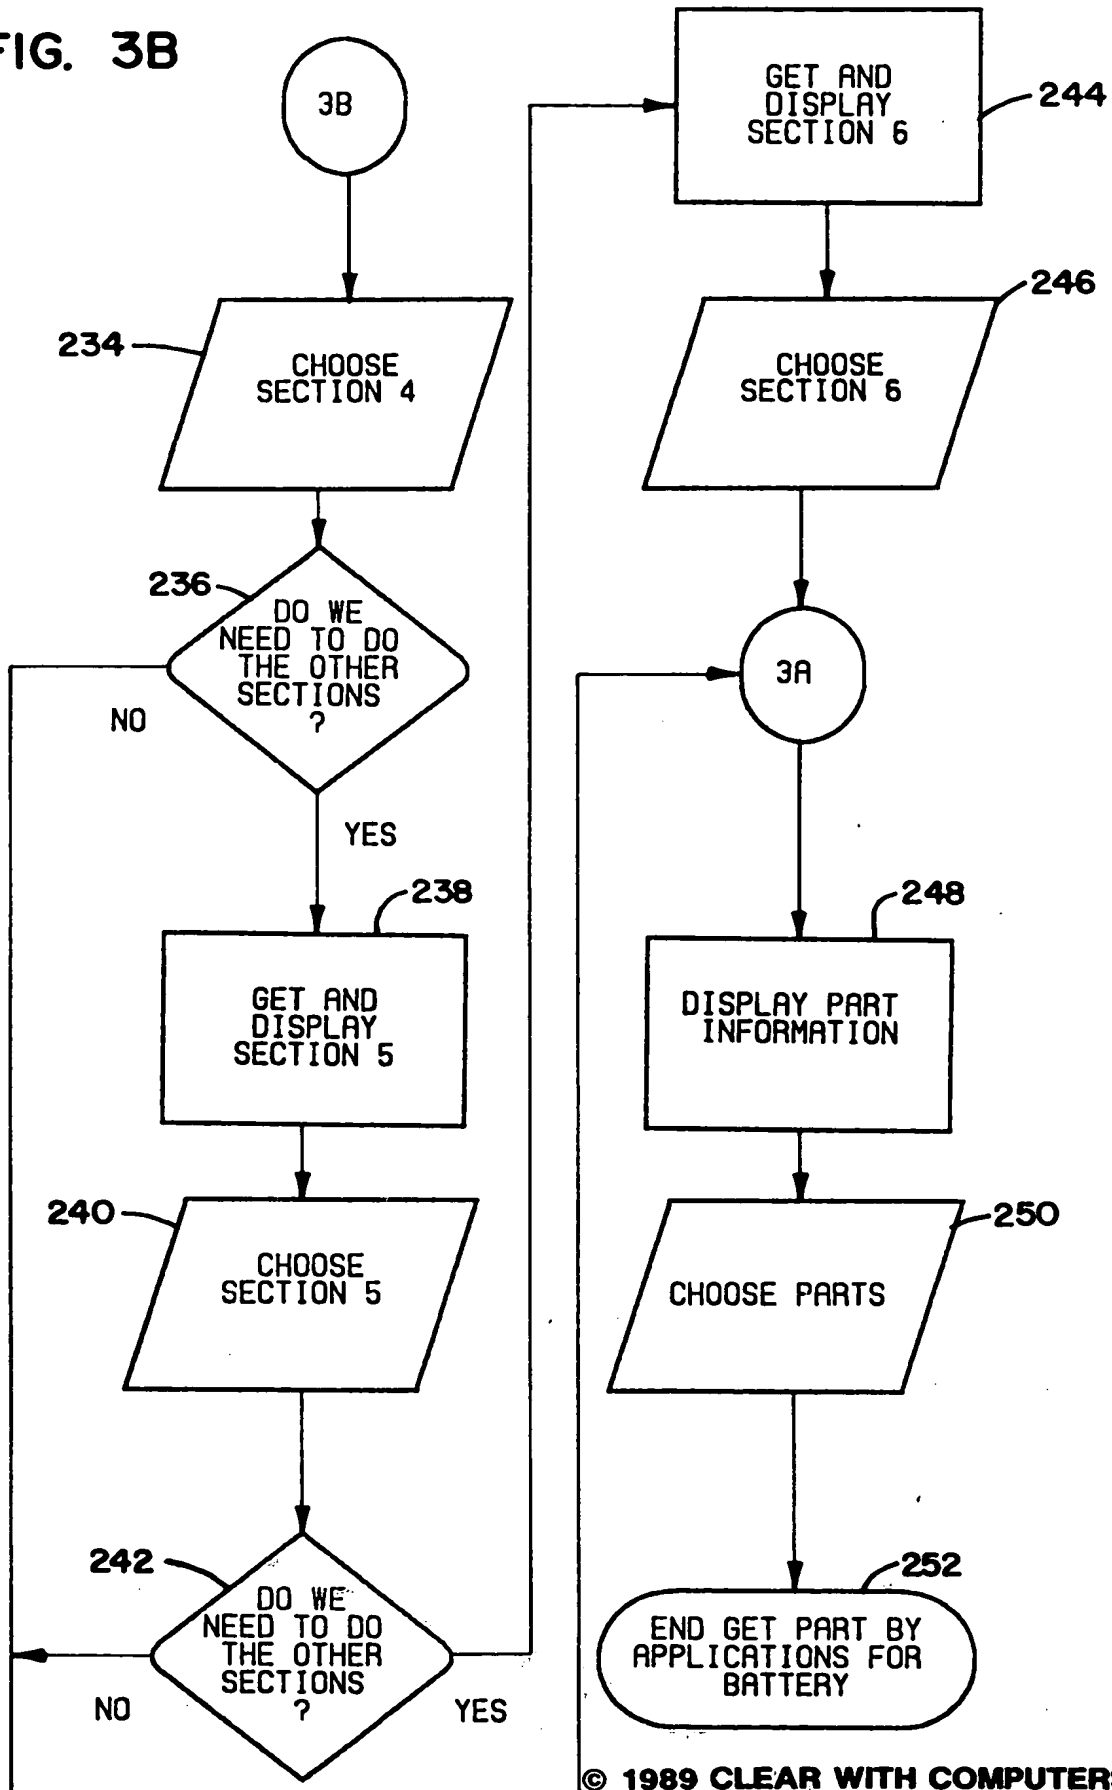 FIG. 3B
3B
234
CHOOSE
SECTION 4
236
DO WE
NEED TO DO
THE OTHER
SECTIONS
?
NO
YES
238
GET AND
DISPLAY
SECTION 5
240
CHOOSE
SECTION 5
242
DO WE
NEED TO DO
THE OTHER
SECTIONS
?
NO
YES
GET AND
DISPLAY
SECTION 6
244
246
CHOOSE
SECTION 6
3A
248
DISPLAY PART
INFORMATION
250
CHOOSE PARTS
252
END GET PART BY
APPLICATIONS FOR
BATTERY
© 1989 CLEAR WITH COMPUTERS